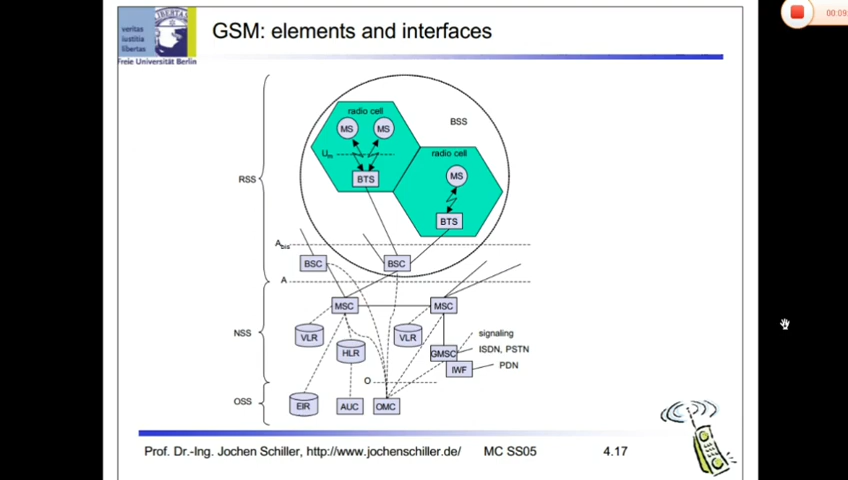 GSM: elements and interfaces
veritas
iustitia
libertas
LIBERTAS
Freie Universität Berlin
00:09
radio cell
MS
MS
BSS
Um
radio cell
BTS
MS
RSS
BTS
Abis
BSC
BSC
A
MSC
MSC
VLR
VLR
signaling
NSS
HLR
GMSC
ISDN, PSTN
IWF
PDN
O
OSS
EIR
AUC
OMC
Prof. Dr.-Ing. Jochen Schiller, http://www.jochenschiller.de/
MC SS05
4.17